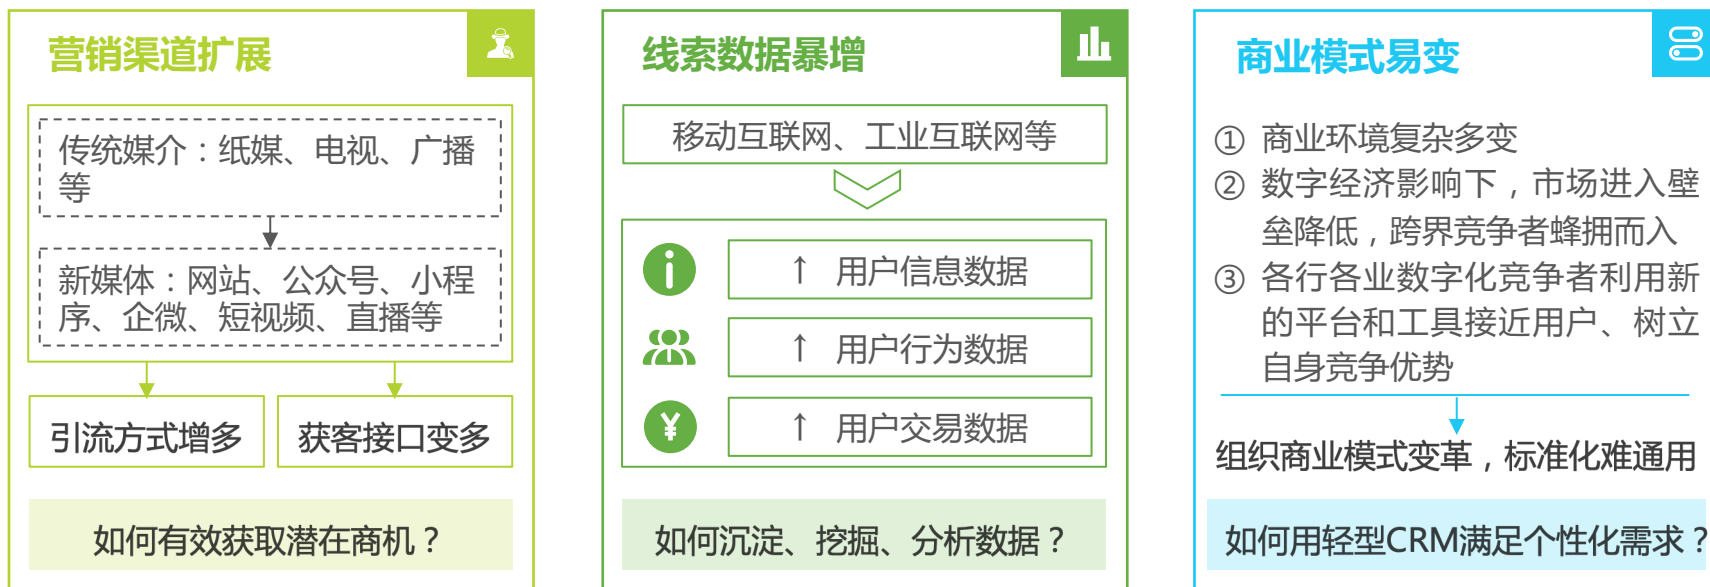 营销渠道扩展
传统媒介：纸媒、电视、广播
等
新媒体：网站、公众号、小程
序、企微、短视频、直播等
引流方式增多
获客接口变多
如何有效获取潜在商机？
线索数据暴增
移动互联网、工业互联网等
↑ 用户信息数据
↑ 用户行为数据
¥
↑ 用户交易数据
如何沉淀、挖掘、分析数据？
商业模式易变
① 商业环境复杂多变
② 数字经济影响下，市场进入壁
垒降低，跨界竞争者蜂拥而入
③ 各行各业数字化竞争者利用新
的平台和工具接近用户、树立
自身竞争优势
组织商业模式变革，标准化难通用
如何用轻型CRM满足个性化需求？